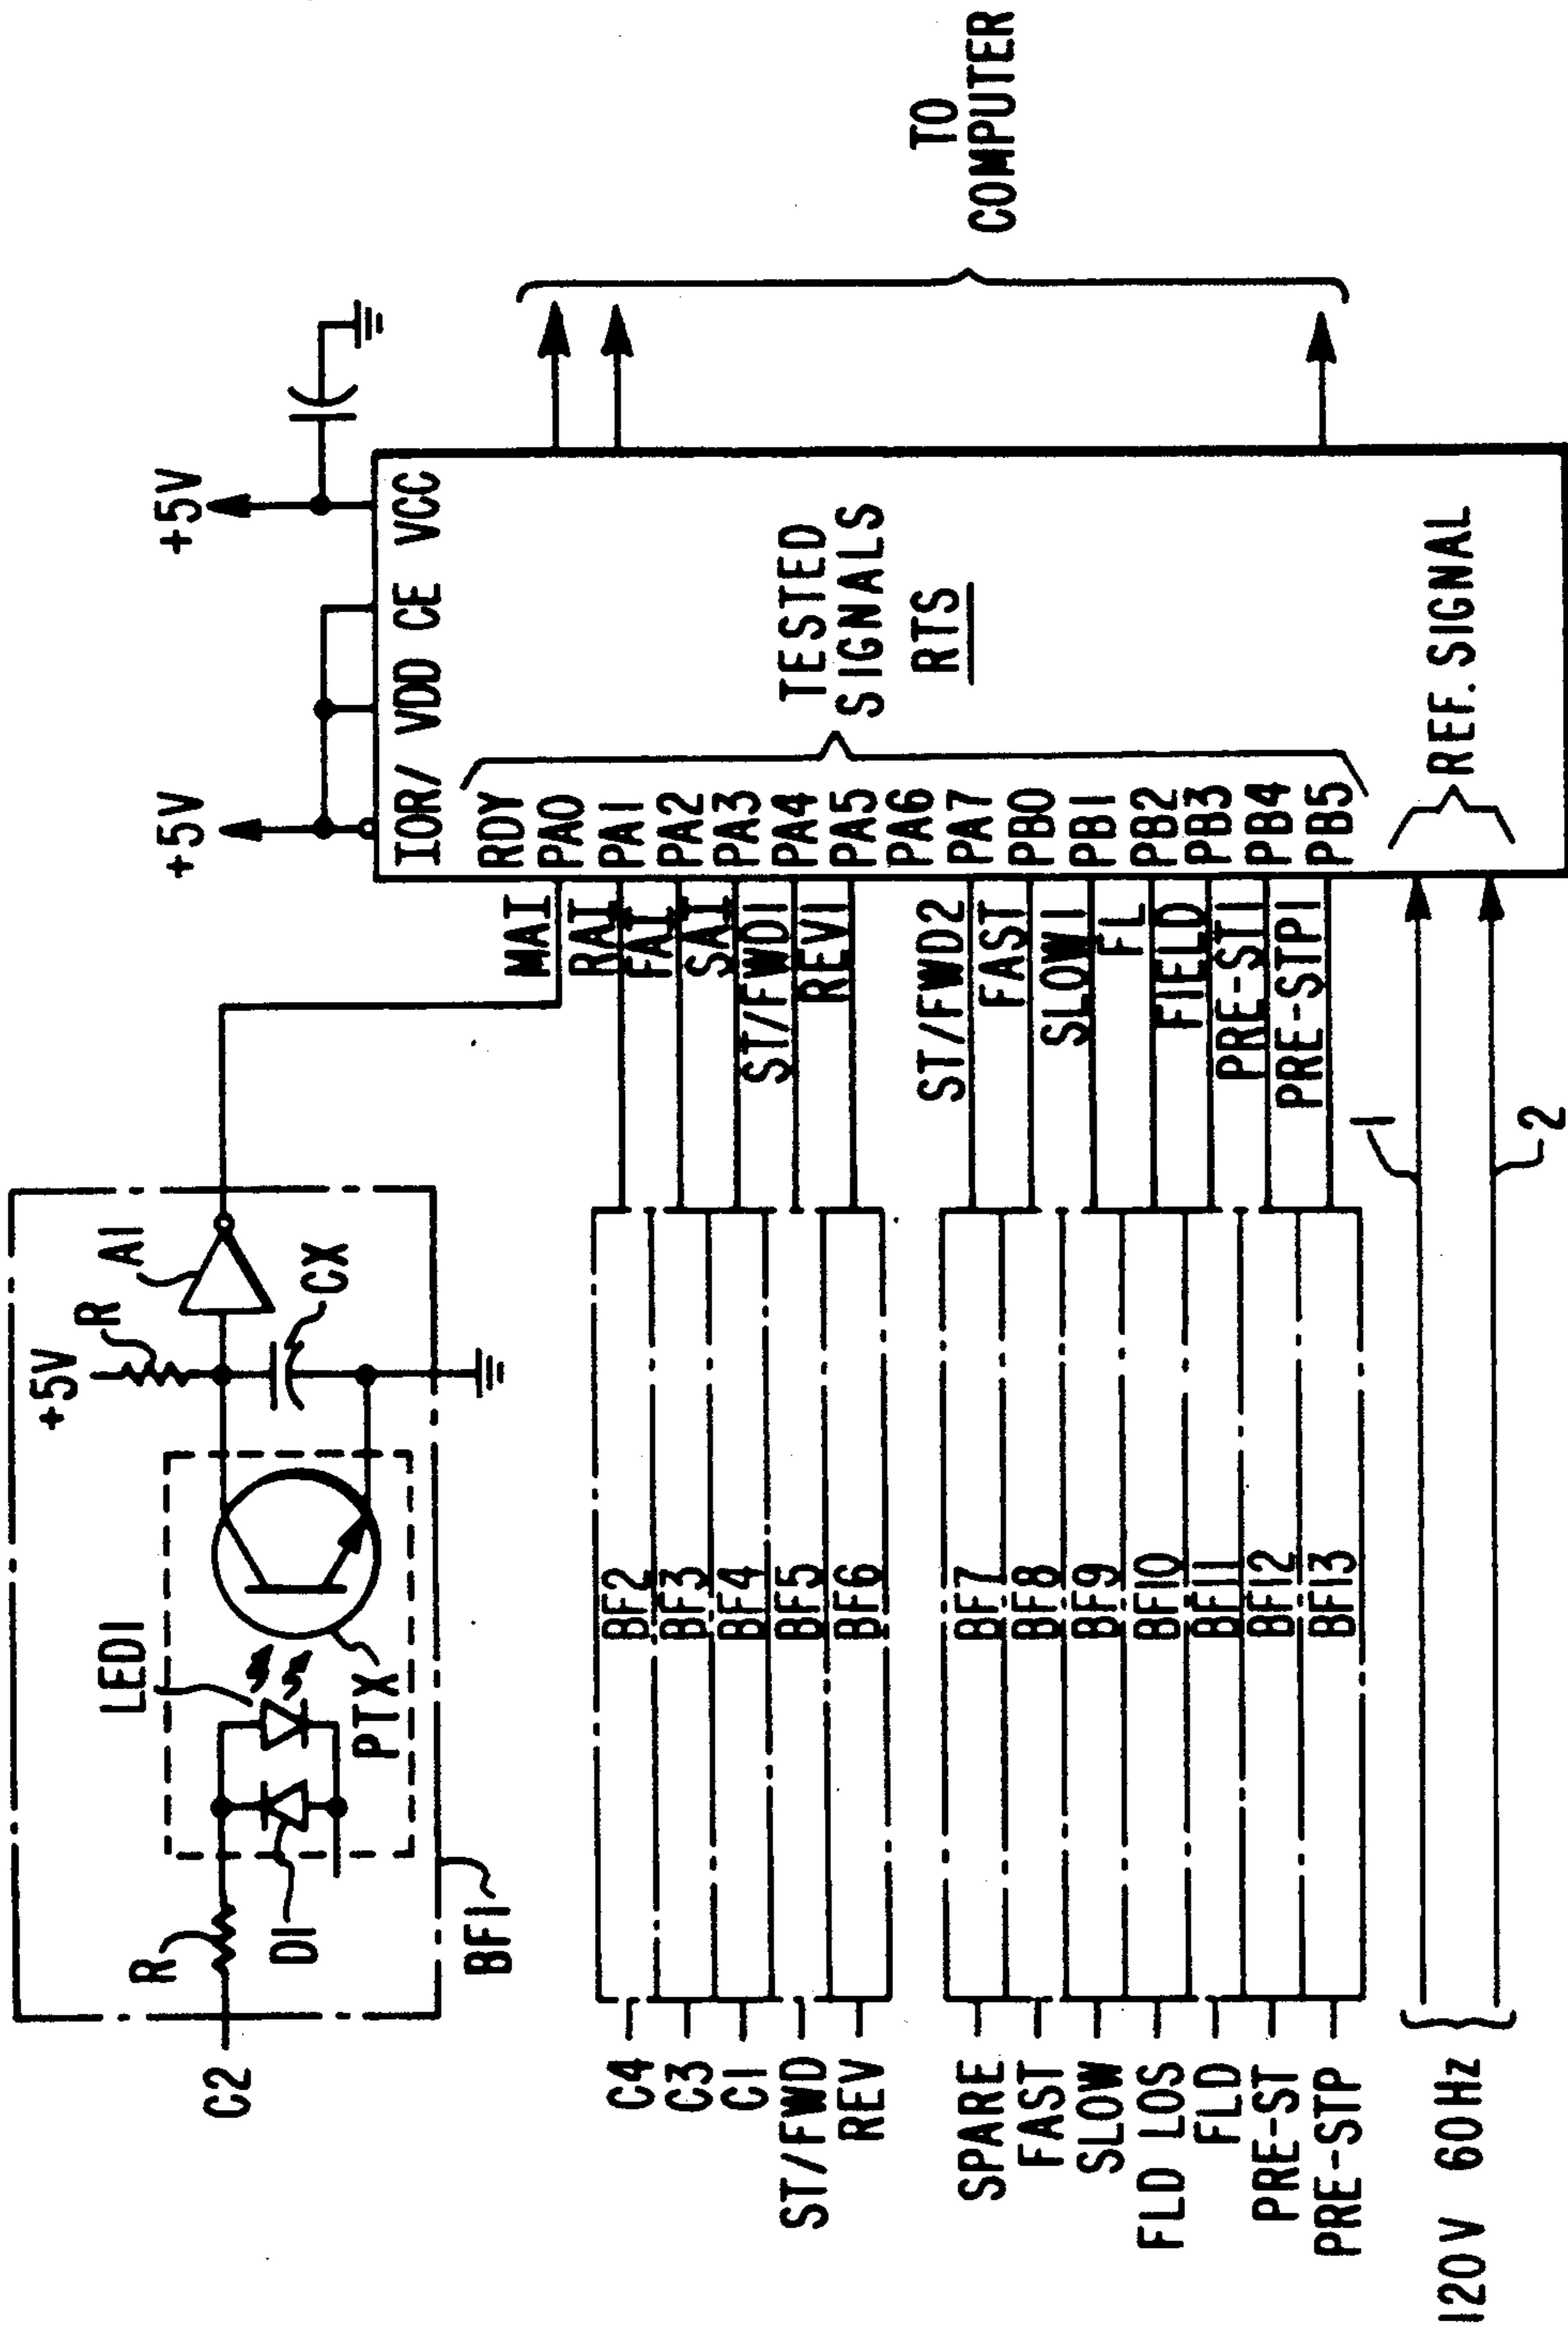 +5V
LED1
R
A1
C2
R
D1
PTX
CX
BF1
+5V
+5V
IOR/ VDD CE VCC
C4 BF2
C3 BF3
C1 BF4
ST/FWD BF5
REV BF6
SPARE BF7
FAST BF8
SLOW BF9
FLD LOS BF10
FLD BF11
PRE-ST BF12
PRE-STP BF13
120V 60Hz
1
2
RDY
MAI PA0
RAI PA1
FAI PA2
SAI PA3
ST/FWD1 PA4
REV1 PA5
PA6
ST/FWD2 PA7
FAST PB0
SLOW1 PB1
FL PB2
FIELD PB3
PRE-ST1 PB4
PRE-STP1 PB5
TESTED
SIGNALS
RTS
REF. SIGNAL
TO
COMPUTER